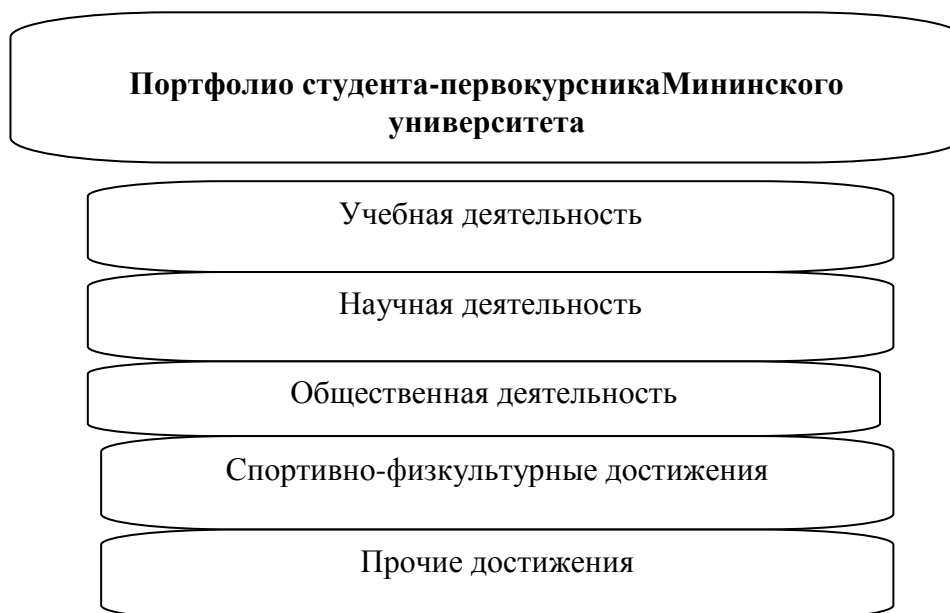 Портфолио студента-первокурсникаМининского
университета
Учебная деятельность
Научная деятельность
Общественная деятельность
Спортивно-физкультурные достижения
Прочие достижения